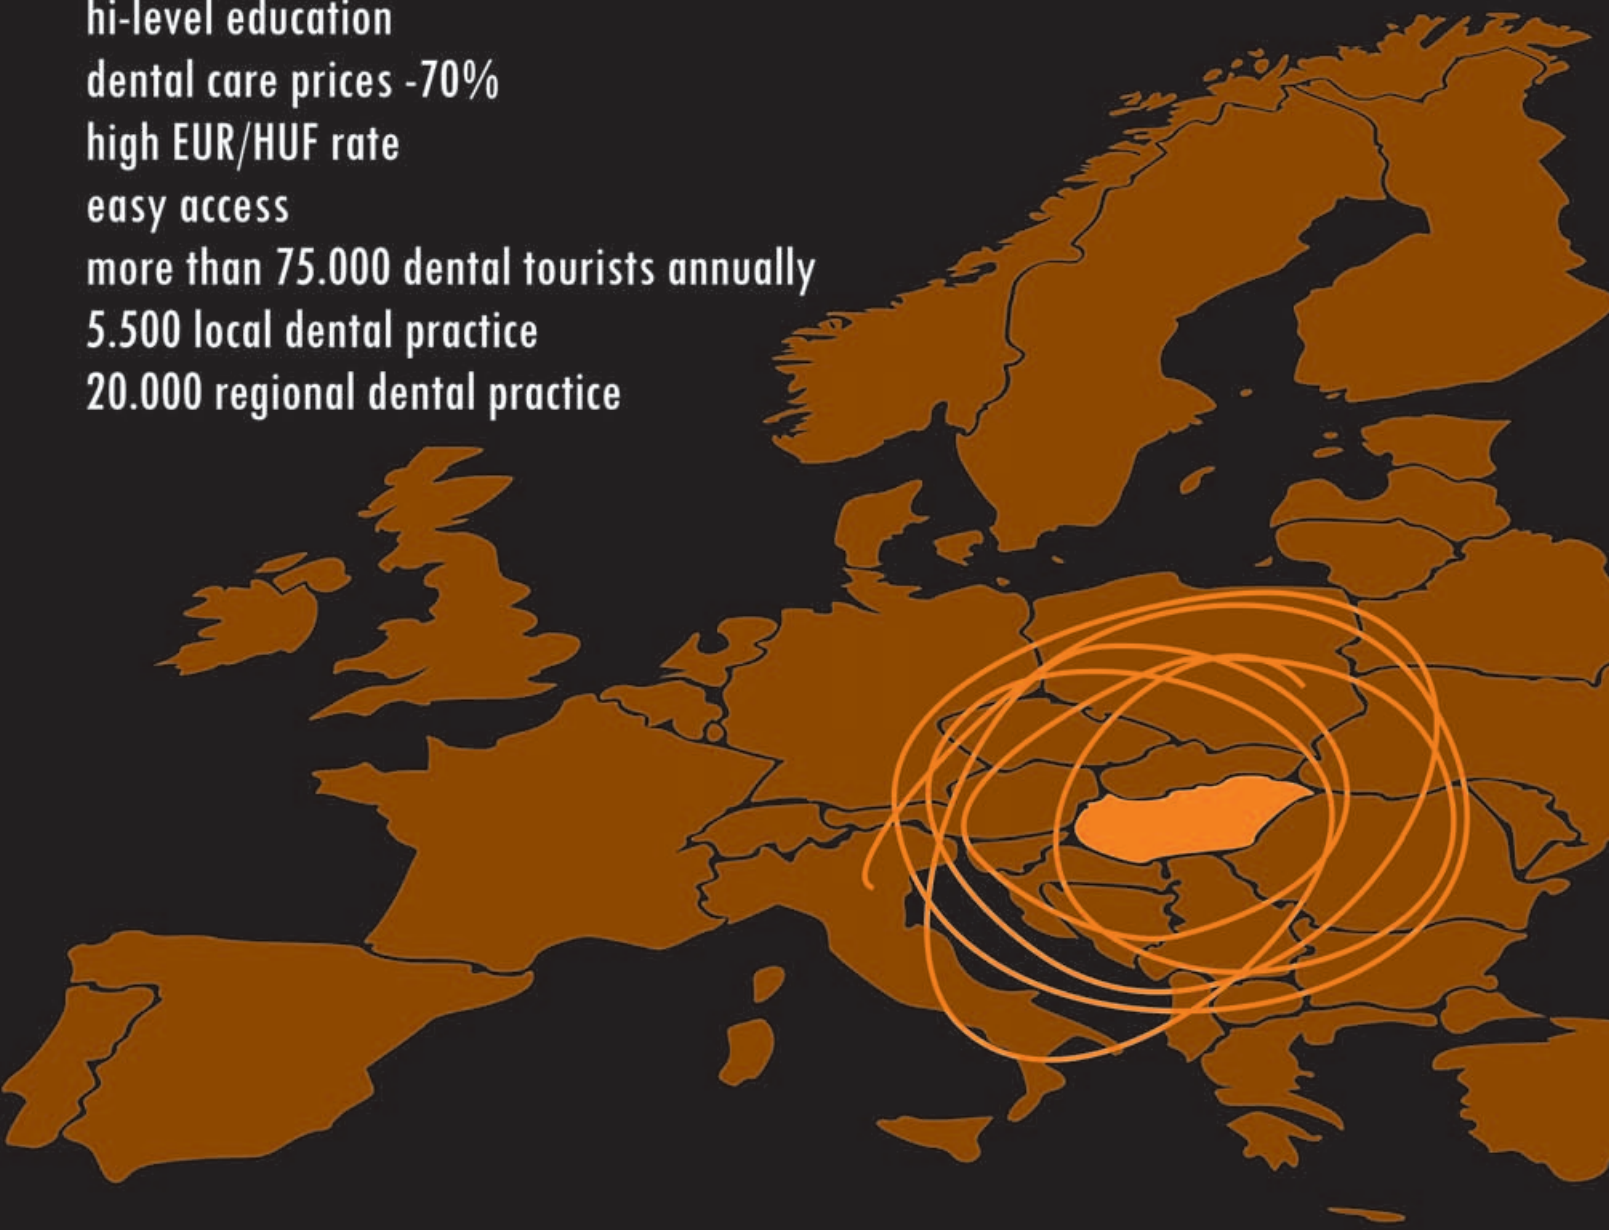 hi-level education
dental care prices -70%
high EUR/HUF rate
easy access
more than 75.000 dental tourists annually
5.500 local dental practice
20.000 regional dental practice